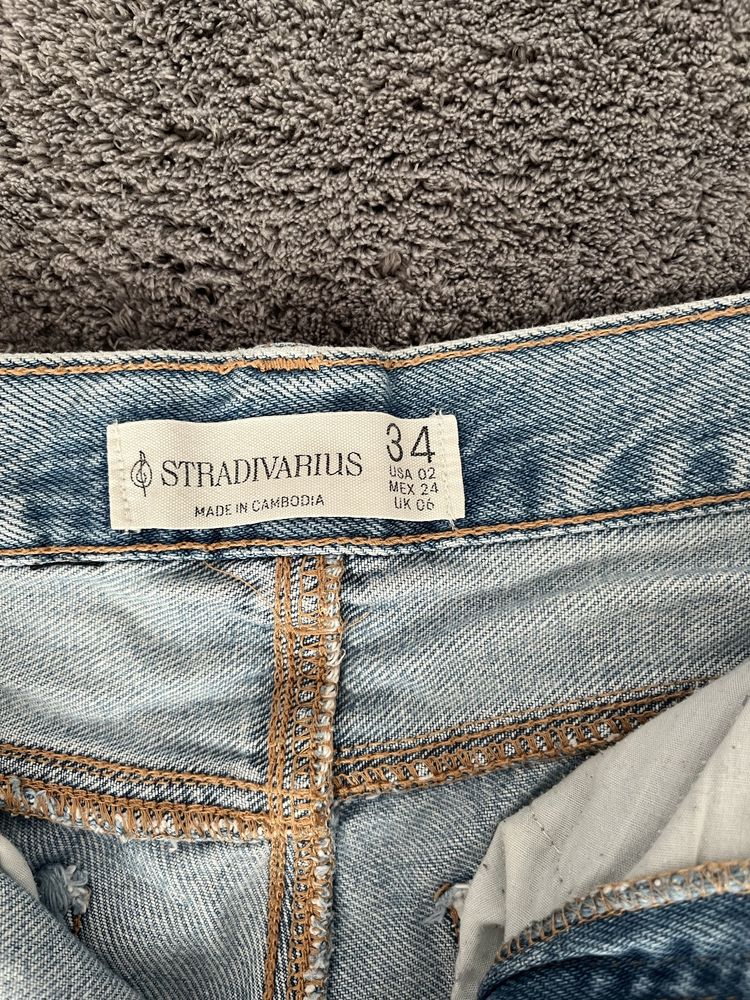 STRADIVARIUS
MADE IN CAMBODIA
34
USA 02
MEX 24
UK 06